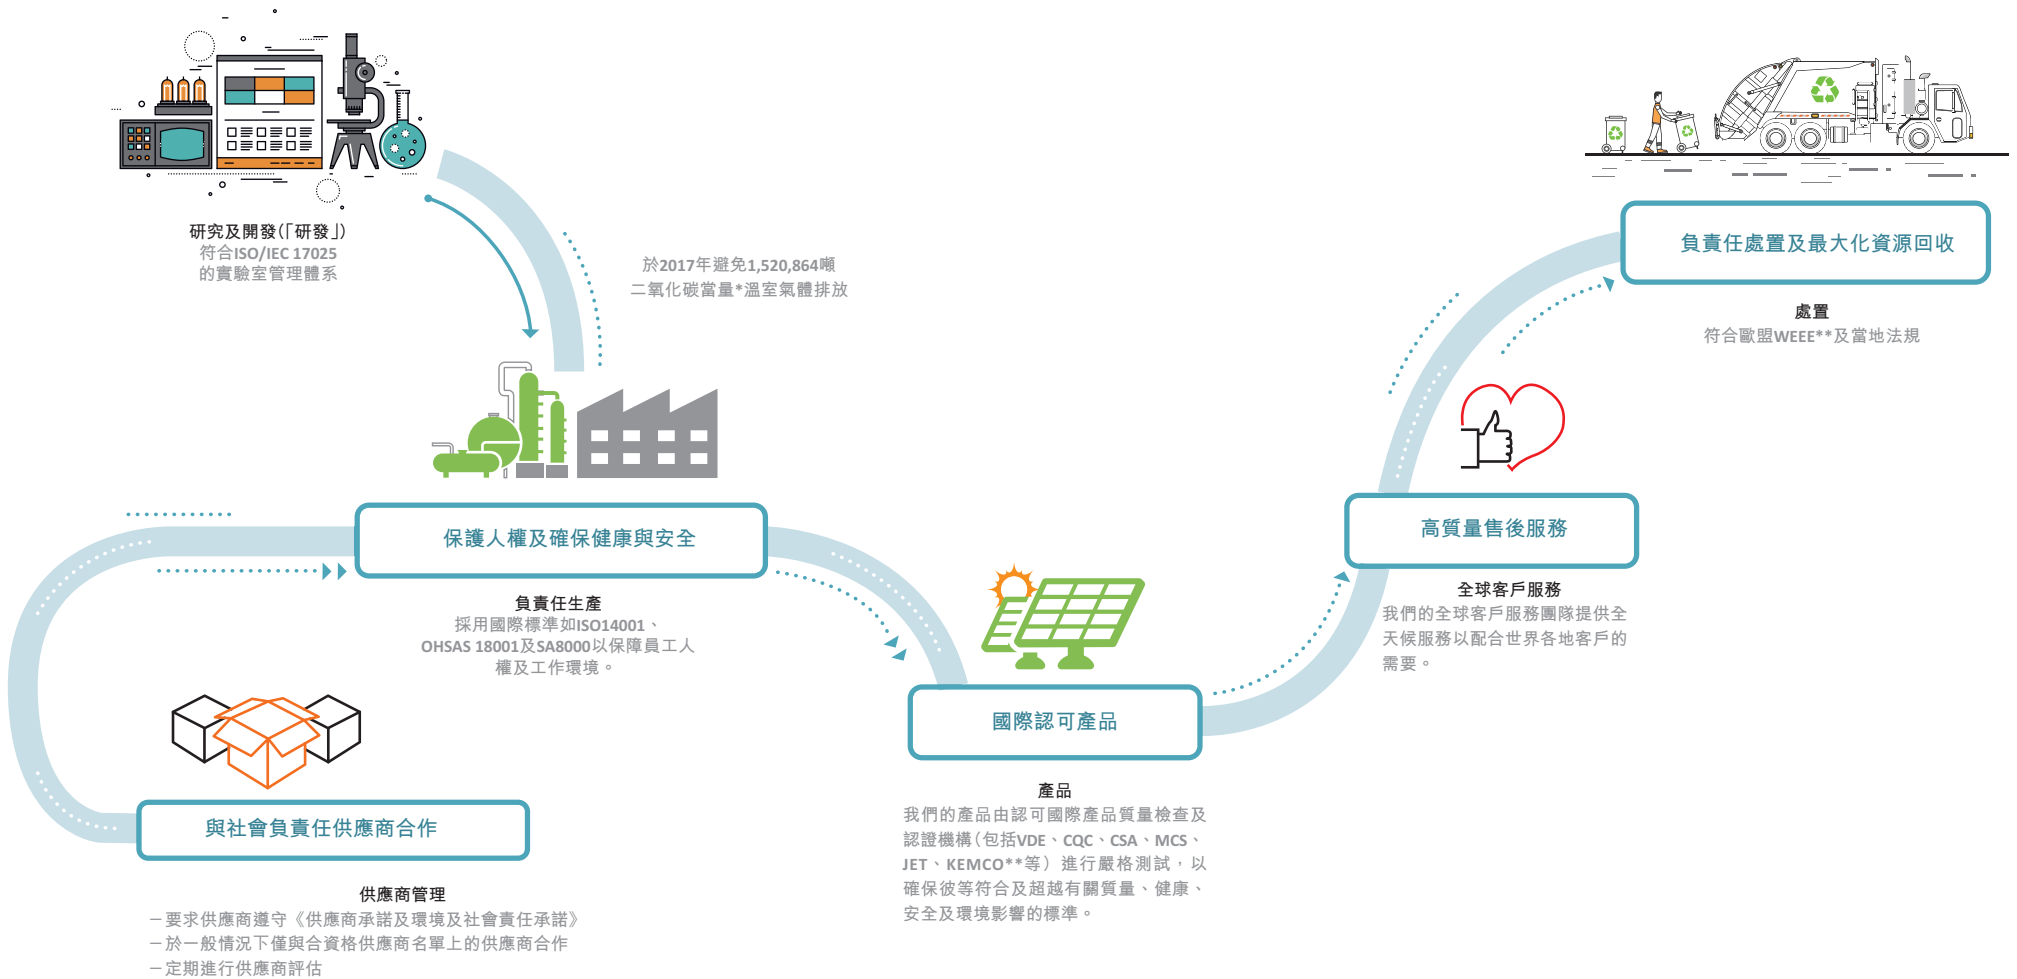 研究及開發(「研發」)
符合ISO/IEC 17025
的實驗室管理體系
於2017年避免1,520,864噸
二氧化碳當量*溫室氣體排放
負責任處置及最大化資源回收
處置
符合歐盟WEEE**及當地法規
保護人權及確保健康與安全
負責任生產
採用國際標準如ISO14001、
OHSAS 18001及SA8000以保障員工人
權及工作環境。
高質量售後服務
全球客戶服務
我們的全球客戶服務團隊提供全
天候服務以配合世界各地客戶的
需要。
國際認可產品
產品
我們的產品由認可國際產品質量檢查及
認證機構(包括VDE、CQC、CSA、MCS、
JET、KEMCO**等)進行嚴格測試，以
確保彼等符合及超越有關質量、健康、
安全及環境影響的標準。
與社會負責任供應商合作
供應商管理
－要求供應商遵守《供應商承諾及環境及社會責任承諾》
－於一般情況下僅與合資格供應商名單上的供應商合作
－定期進行供應商評估